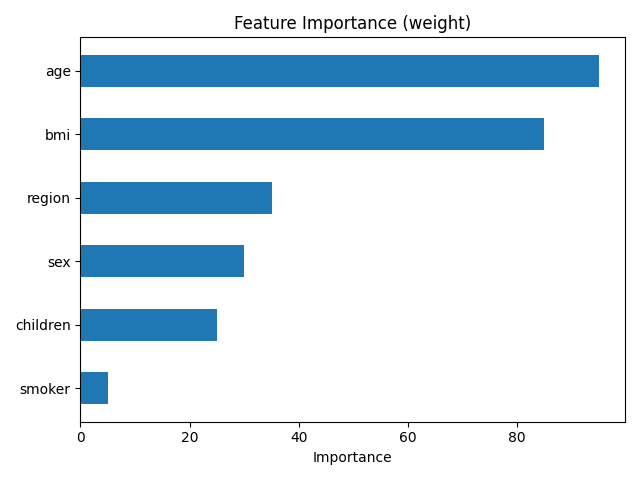 Feature Importance (weight)
age
bmi
region
sex
children
smoker
0 20 40 60 80
Importance